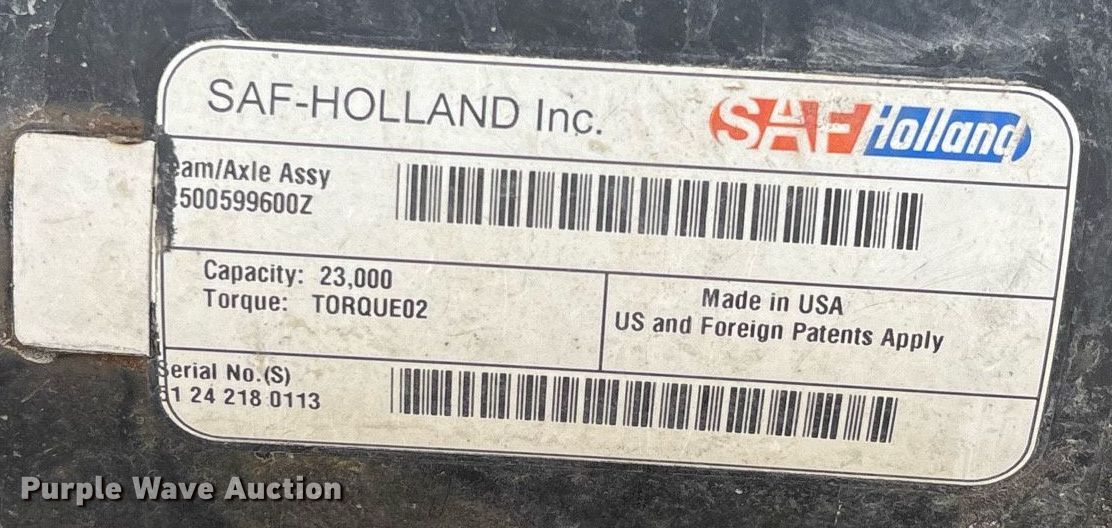 SAF-HOLLAND Inc.
SAF Holland
eam/Axle Assy
500599600Z
Capacity: 23,000
Torque: TORQUE02
Made in USA
US and Foreign Patents Apply
Serial No.(S)
1 24 218 0113
Purple Wave Auction